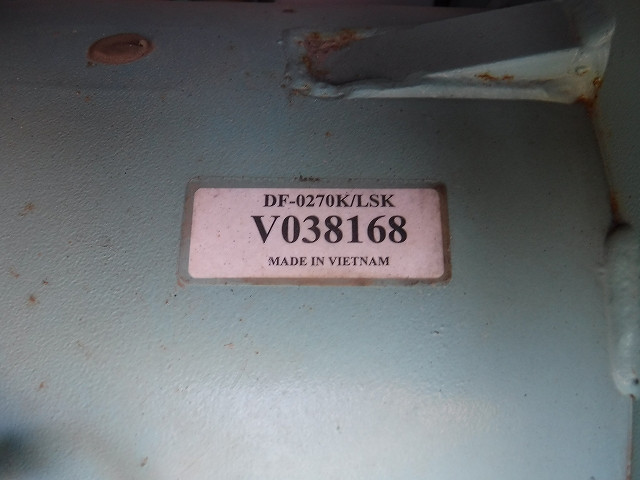 DF-0270K/LSK
V038168
MADE IN VIETNAM